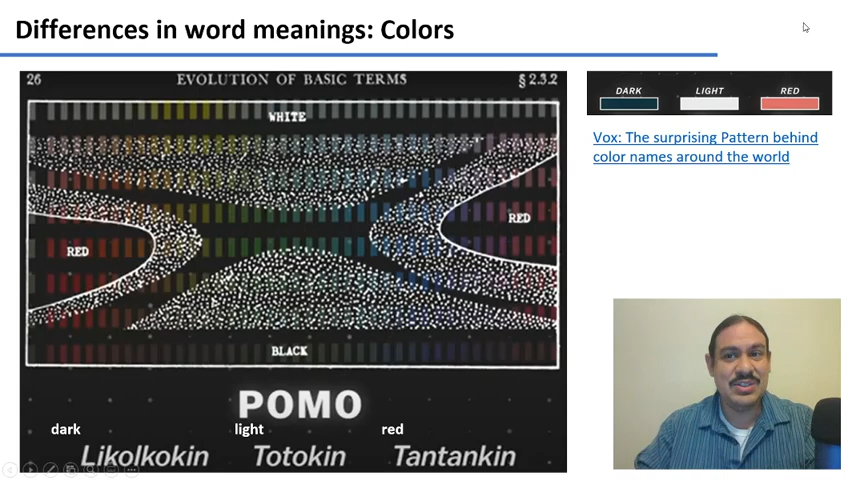 Differences in word meanings: Colors
26 EVOLUTION OF BASIC TERMS § 2.3.2
WHITE
RED
RED
BLACK
POMO
dark light red
Likolkokin Totokin Tantankin
DARK LIGHT RED
Vox: The surprising Pattern behind
color names around the world